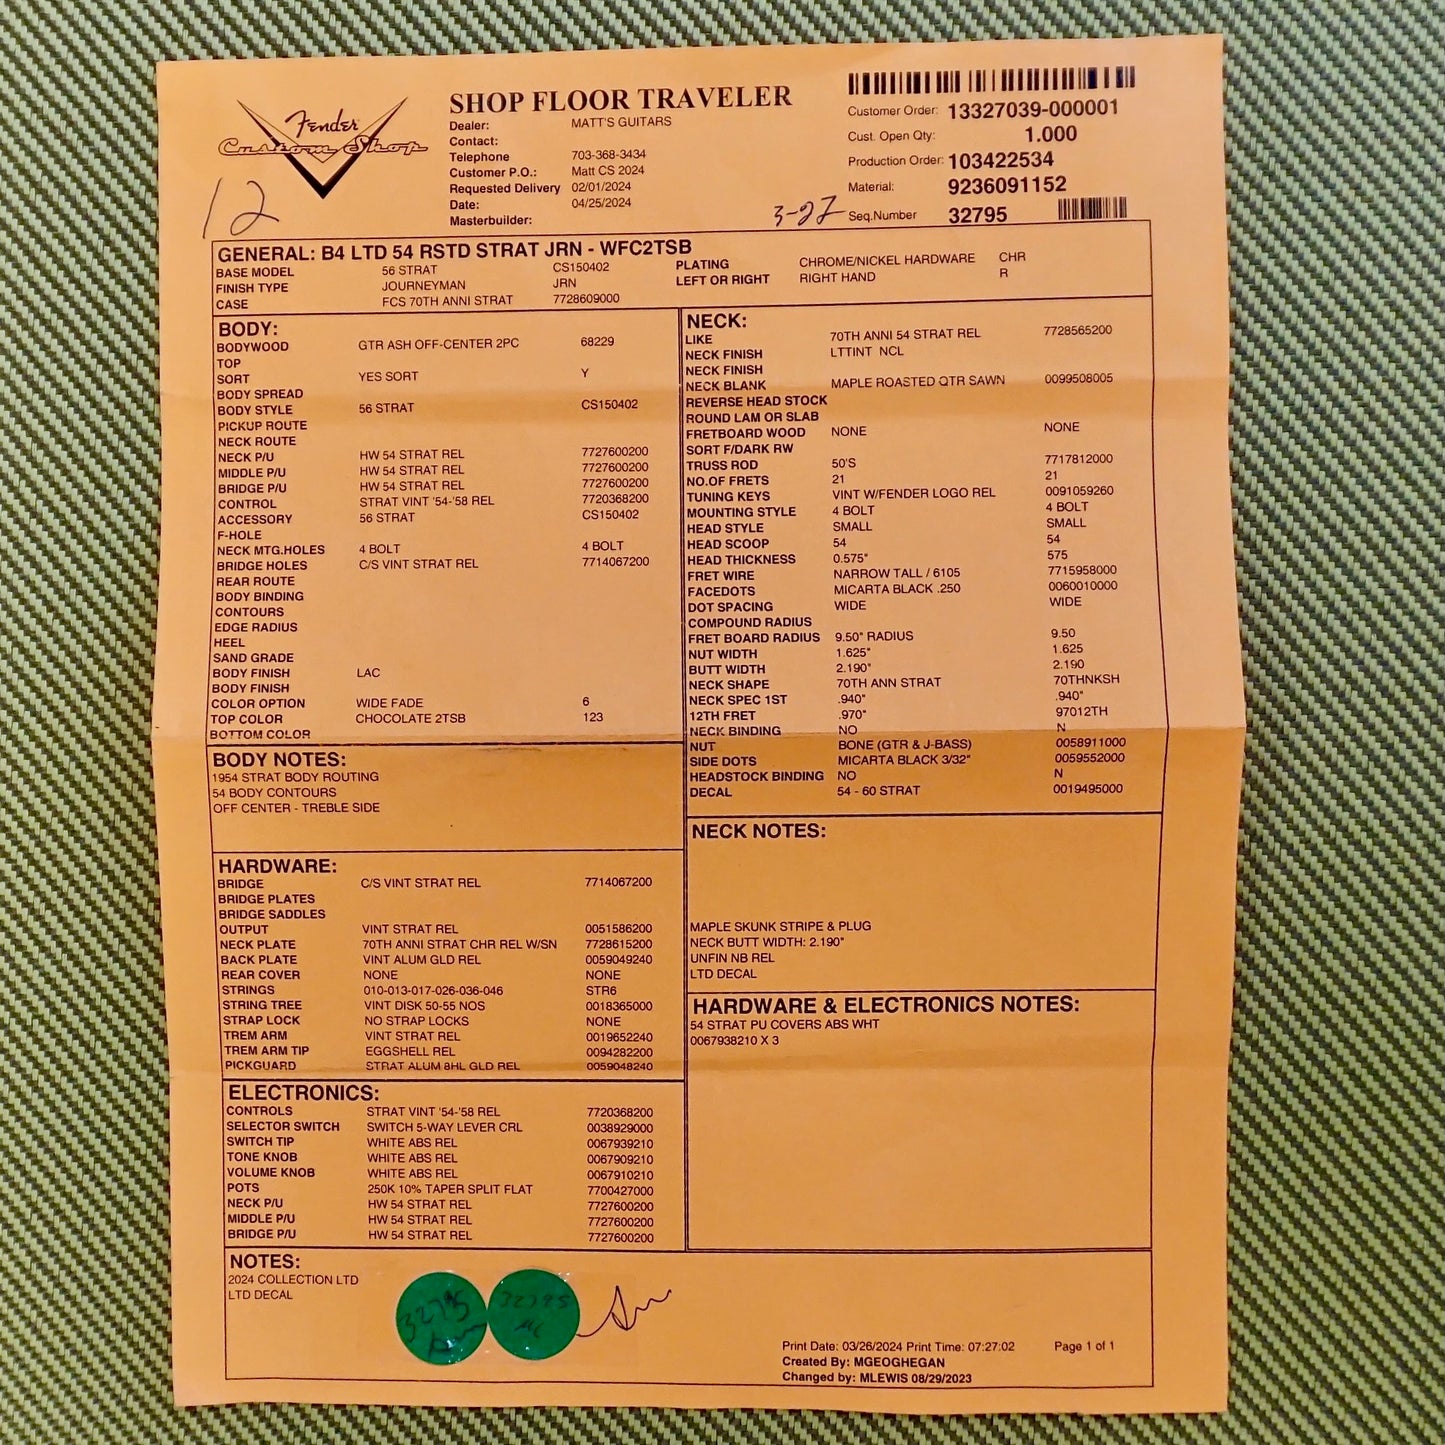 Fender
Custom Shop
12
SHOP FLOOR TRAVELER
Dealer: MATT'S GUITARS
Contact:
Telephone 703-368-3434
Customer P.O.: Matt CS 2024
Requested Delivery 02/01/2024
Date: 04/25/2024
Masterbuilder:
Customer Order: 13327039-000001
Cust. Open Qty: 1.000
Production Order: 103422534
Material: 9236091152
3-27 Seq.Number 32795
GENERAL: B4 LTD 54 RSTD STRAT JRN - WFC2TSB
BASE MODEL 56 STRAT CS150402 PLATING CHROME/NICKEL HARDWARE CHR
FINISH TYPE JOURNEYMAN JRN LEFT OR RIGHT RIGHT HAND R
CASE FCS 70TH ANNI STRAT 7728609000
BODY:
BODYWOOD GTR ASH OFF-CENTER 2PC 68229
TOP
SORT YES SORT Y
BODY SPREAD
BODY STYLE 56 STRAT CS150402
PICKUP ROUTE
NECK ROUTE
NECK P/U HW 54 STRAT REL 7727600200
MIDDLE P/U HW 54 STRAT REL 7727600200
BRIDGE P/U HW 54 STRAT REL 7727600200
CONTROL STRAT VINT '54-'58 REL 7720368200
ACCESSORY 56 STRAT CS150402
F-HOLE
NECK MTG.HOLES 4 BOLT 4 BOLT
BRIDGE HOLES C/S VINT STRAT REL 7714067200
REAR ROUTE
BODY BINDING
CONTOURS
EDGE RADIUS
HEEL
SAND GRADE
BODY FINISH LAC
BODY FINISH
COLOR OPTION WIDE FADE 6
TOP COLOR CHOCOLATE 2TSB 123
BOTTOM COLOR
BODY NOTES:
1954 STRAT BODY ROUTING
54 BODY CONTOURS
OFF CENTER - TREBLE SIDE
HARDWARE:
BRIDGE C/S VINT STRAT REL 7714067200
BRIDGE PLATES
BRIDGE SADDLES
OUTPUT VINT STRAT REL 0051586200
NECK PLATE 70TH ANNI STRAT CHR REL W/SN 7728615200
BACK PLATE VINT ALUM GLD REL 0059049240
REAR COVER NONE NONE
STRINGS 010-013-017-026-036-046 STR6
STRING TREE VINT DISK 50-55 NOS 0018365000
STRAP LOCK NO STRAP LOCKS NONE
TREM ARM VINT STRAT REL 0019652240
TREM ARM TIP EGGSHELL REL 0094282200
PICKGUARD STRAT ALUM 8HL GLD REL 0059048240
ELECTRONICS:
CONTROLS STRAT VINT '54-'58 REL 7720368200
SELECTOR SWITCH SWITCH 5-WAY LEVER CRL 0038929000
SWITCH TIP WHITE ABS REL 0067939210
TONE KNOB WHITE ABS REL 0067909210
VOLUME KNOB WHITE ABS REL 0067910210
POTS 250K 10% TAPER SPLIT FLAT 7700427000
NECK P/U HW 54 STRAT REL 7727600200
MIDDLE P/U HW 54 STRAT REL 7727600200
BRIDGE P/U HW 54 STRAT REL 7727600200
NECK:
LIKE 70TH ANNI 54 STRAT REL 7728565200
NECK FINISH LTTINT NCL
NECK FINISH
NECK BLANK MAPLE ROASTED QTR SAWN 0099508005
REVERSE HEAD STOCK
ROUND LAM OR SLAB
FRETBOARD WOOD NONE NONE
SORT F/DARK RW
TRUSS ROD 50'S 7717812000
NO.OF FRETS 21 21
TUNING KEYS VINT W/FENDER LOGO REL 0091059260
MOUNTING STYLE 4 BOLT 4 BOLT
HEAD STYLE SMALL SMALL
HEAD SCOOP 54 54
HEAD THICKNESS 0.575" 575
FRET WIRE NARROW TALL / 6105 7715958000
FACEDOTS MICARTA BLACK .250 0060010000
DOT SPACING WIDE WIDE
COMPOUND RADIUS
FRET BOARD RADIUS 9.50" RADIUS 9.50
NUT WIDTH 1.625" 1.625
BUTT WIDTH 2.190" 2.190
NECK SHAPE 70TH ANN STRAT 70THNKSH
NECK SPEC 1ST .940" .940"
12TH FRET .970" 97012TH
NECK BINDING NO N
NUT BONE (GTR & J-BASS) 0058911000
SIDE DOTS MICARTA BLACK 3/32" 0059552000
HEADSTOCK BINDING NO N
DECAL 54 - 60 STRAT 0019495000
NECK NOTES:
MAPLE SKUNK STRIPE & PLUG
NECK BUTT WIDTH: 2.190"
UNFIN NB REL
LTD DECAL
HARDWARE & ELECTRONICS NOTES:
54 STRAT PU COVERS ABS WHT
0067938210 X 3
NOTES:
2024 COLLECTION LTD
LTD DECAL
32795
32795
Print Date: 03/26/2024 Print Time: 07:27:02 Page 1 of 1
Created By: MGEOGHEGAN
Changed by: MLEWIS 08/29/2023